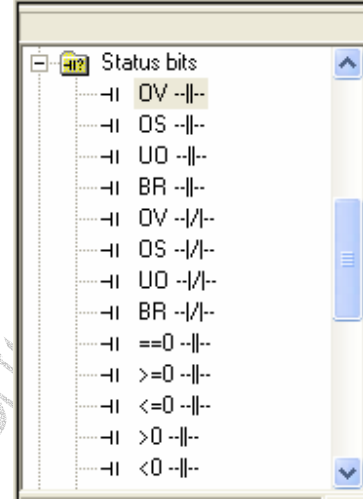 Status bits
OV --||--
OS --||--
UO --||--
BR --||--
OV --|/|--
OS --|/|--
UO --|/|--
BR --|/|--
==0 --||--
>=0 --||--
<=0 --||--
>0 --||--
<0 --||--